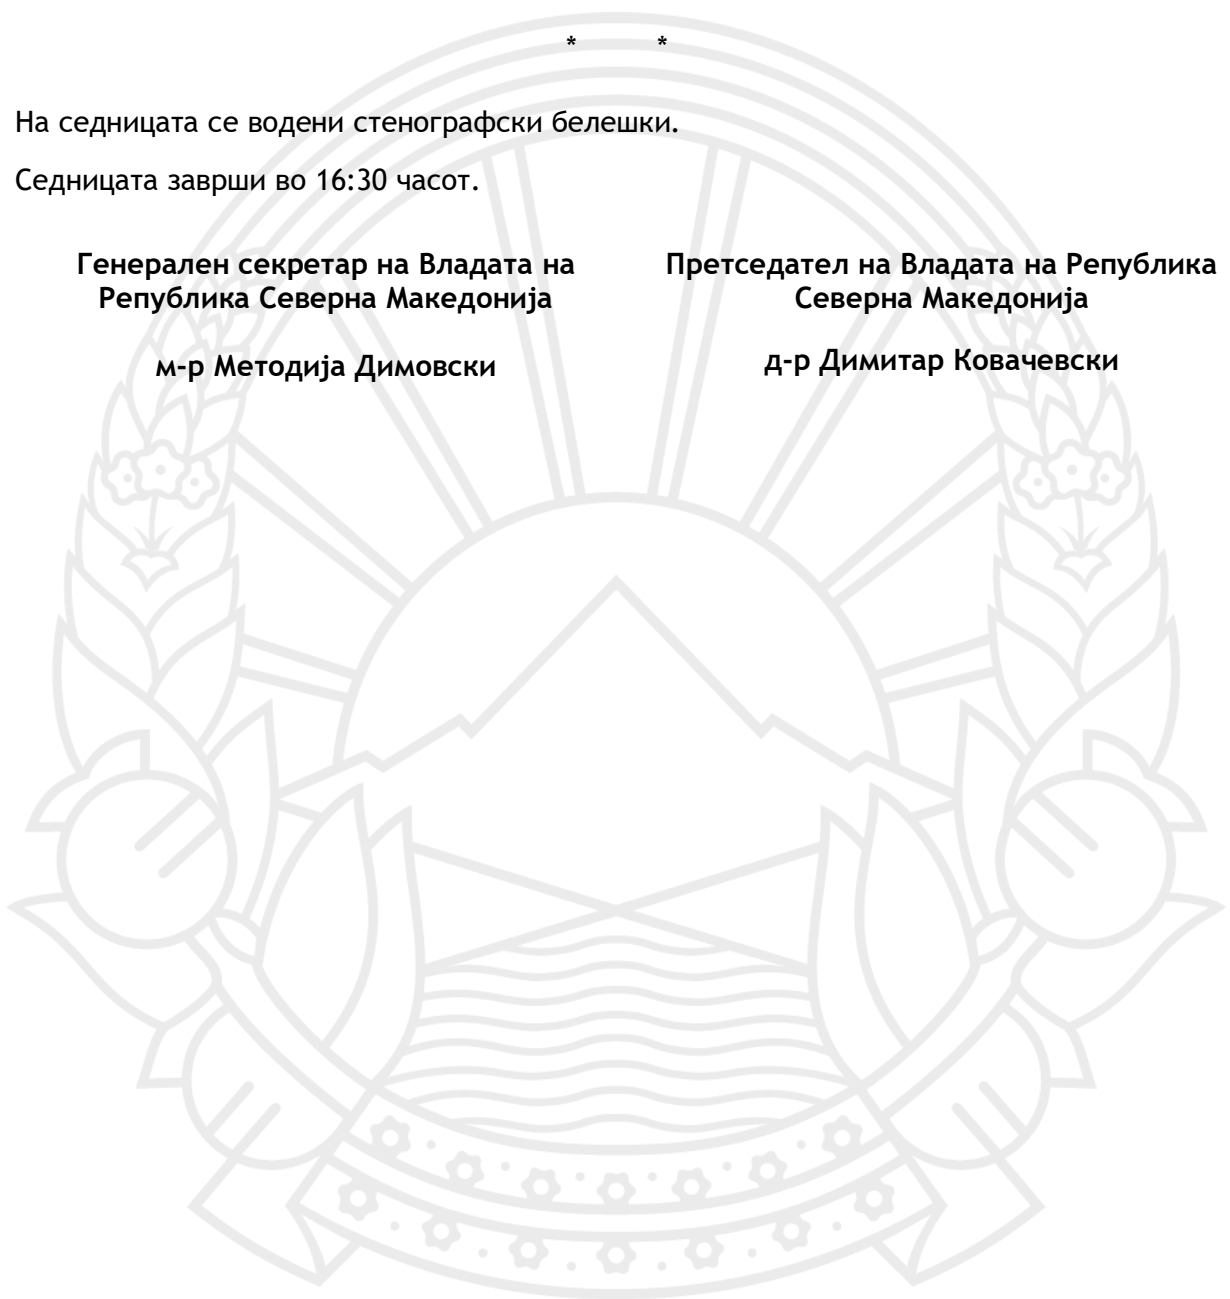 * *
На седницата се водени стенографски белешки.
Седницата заврши во 16:30 часот.
Генерален секретар на Владата на
Република Северна Македонија
м-р Методија Димовски
Претседател на Владата на Република
Северна Македонија
д-р Димитар Ковачевски